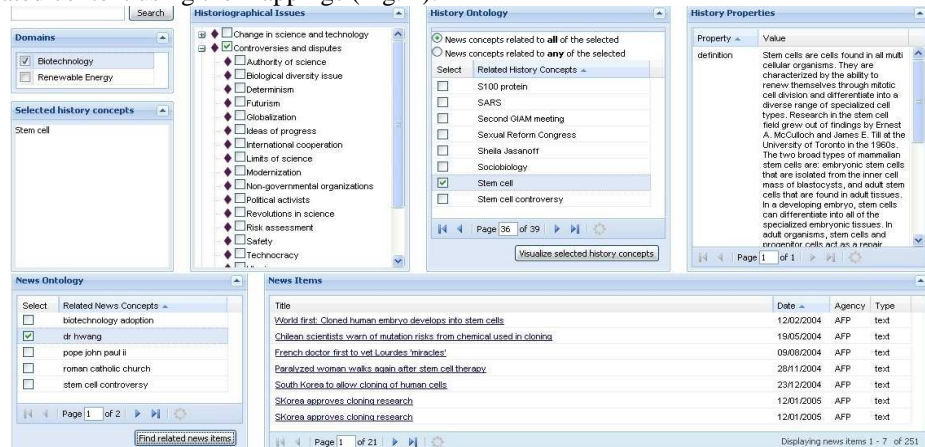 Search
Domains
Biotechnology
Renewable Energy
Selected history concepts
Stem cell
Historiographical Issues
Change in science and technology
Controversies and disputes
Authority of science
Biological diversity issue
Determinism
Futurism
Globalization
Ideas of progress
International cooperation
Limits of science
Modernization
Non-governmental organizations
Political activists
Revolutions in science
Risk assessment
Safety
Technocracy
History Ontology
News concepts related to all of the selected
News concepts related to any of the selected
Select Related History Concepts
S100 protein
SARS
Second GIAM meeting
Sexual Reform Congress
Sheila Jasanoff
Sociobiology
Stem cell
Stem cell controversy
Page 36 of 39
Visualize selected history concepts
History Properties
Property Value
definition Stem cells are cells found in all multi
cellular organisms. They are
characterized by the ability to
renew themselves through mitotic
cell division and differentiate into a
diverse range of specialized cell
types. Research in the stem cell
field grew out of findings by Ernest
A. McCulloch and James E. Till at the
University of Toronto in the 1960s.
The two broad types of mammalian
stem cells are: embryonic stem cells
that are isolated from the inner cell
mass of blastocysts, and adult stem
cells that are found in adult tissues.
In a developing embryo, stem cells
can differentiate into all of the
specialized embryonic tissues. In
adult organisms, stem cells and
progenitor cells act as a repair
Page 1 of 1
News Ontology
Select Related News Concepts
biotechnology adoption
dr hwang
pope john paul ii
roman catholic church
stem cell controversy
Page 1 of 2
Find related news items
News Items
Title Date Agency Type
World first: Cloned human embryo develops into stem cells 12/02/2004 AFP text
Chilean scientists warn of mutation risks from chemical used in cloning 19/05/2004 AFP text
French doctor first to vet Lourdes 'miracles' 09/08/2004 AFP text
Paralyzed woman walks again after stem cell therapy 28/11/2004 AFP text
South Korea to allow cloning of human cells 23/12/2004 AFP text
SKorea approves cloning research 12/01/2005 AFP text
SKorea approves cloning research 12/01/2005 AFP text
Page 1 of 21
Displaying news items 1 - 7 of 251